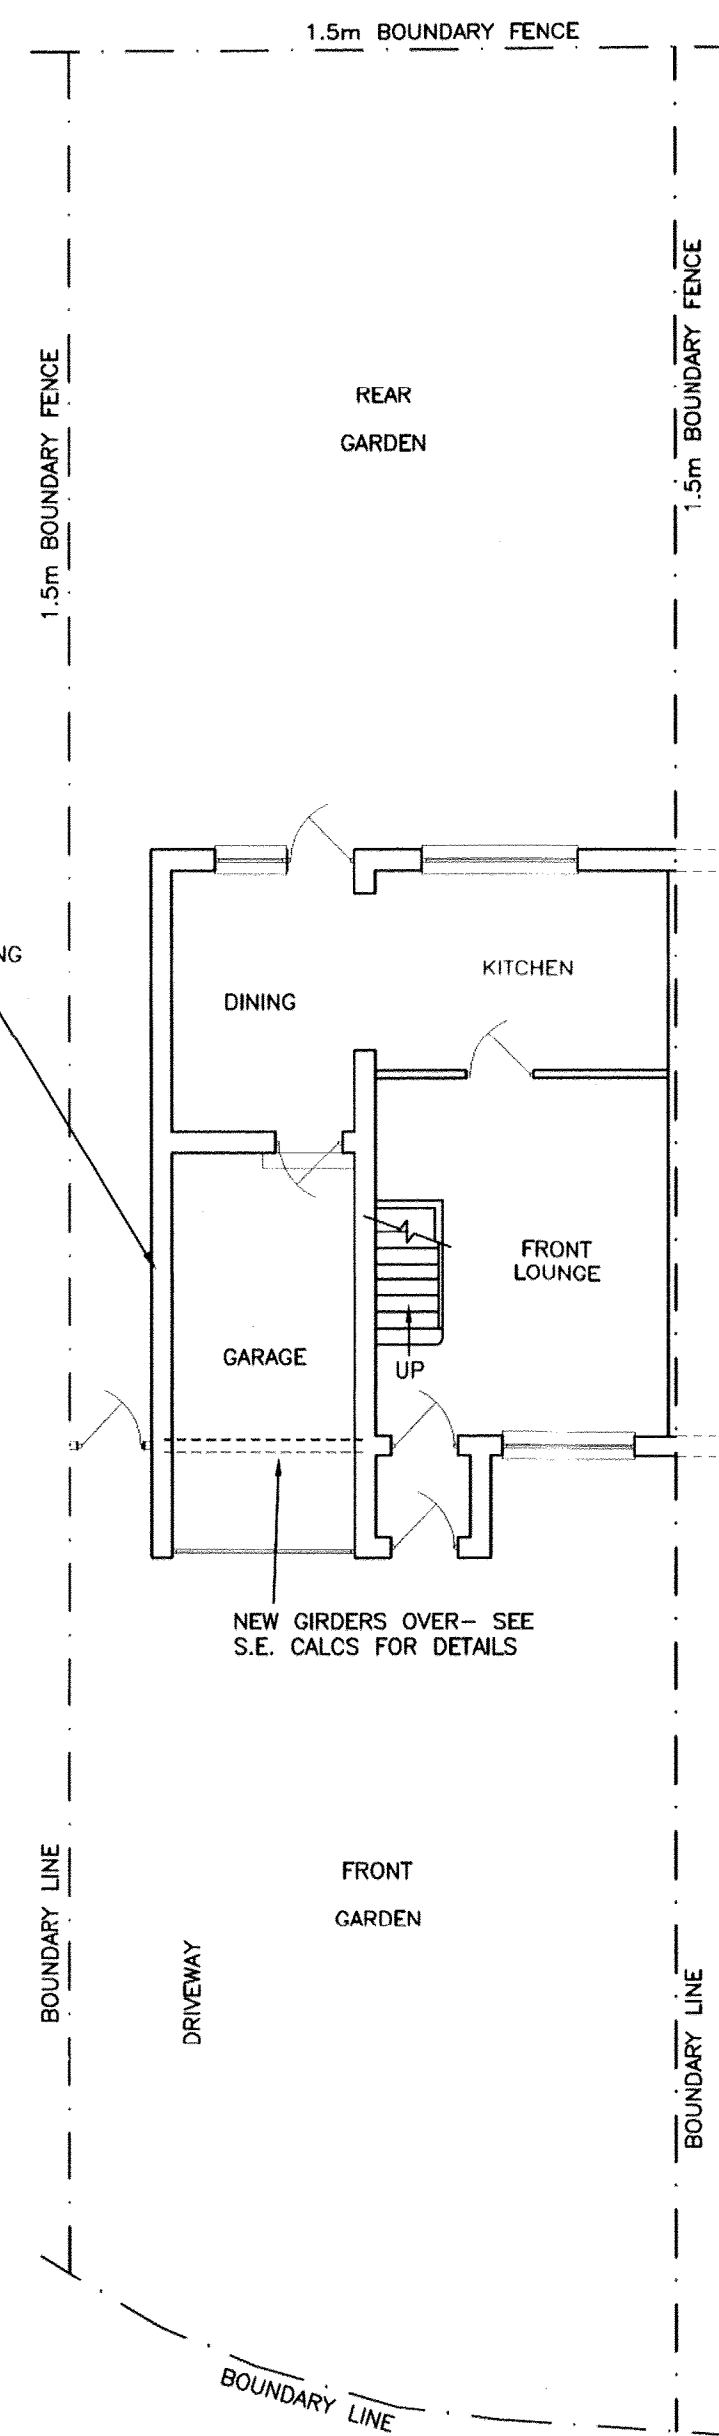 1.5m BOUNDARY FENCE
1.5m BOUNDARY FENCE
1.5m BOUNDARY FENCE
REAR
GARDEN
NG
DINING
KITCHEN
FRONT
LOUNGE
GARAGE
UP
NEW GIRDERS OVER– SEE
S.E. CALCS FOR DETAILS
FRONT
GARDEN
BOUNDARY LINE
DRIVEWAY
BOUNDARY LINE
BOUNDARY LINE